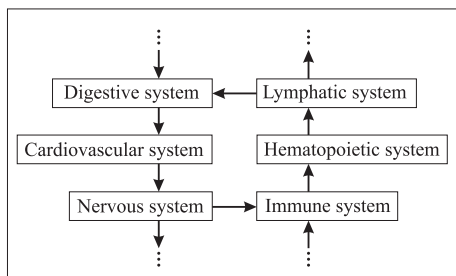 Digestive system
Lymphatic system
Cardiovascular system
Hematopoietic system
Nervous system
Immune system